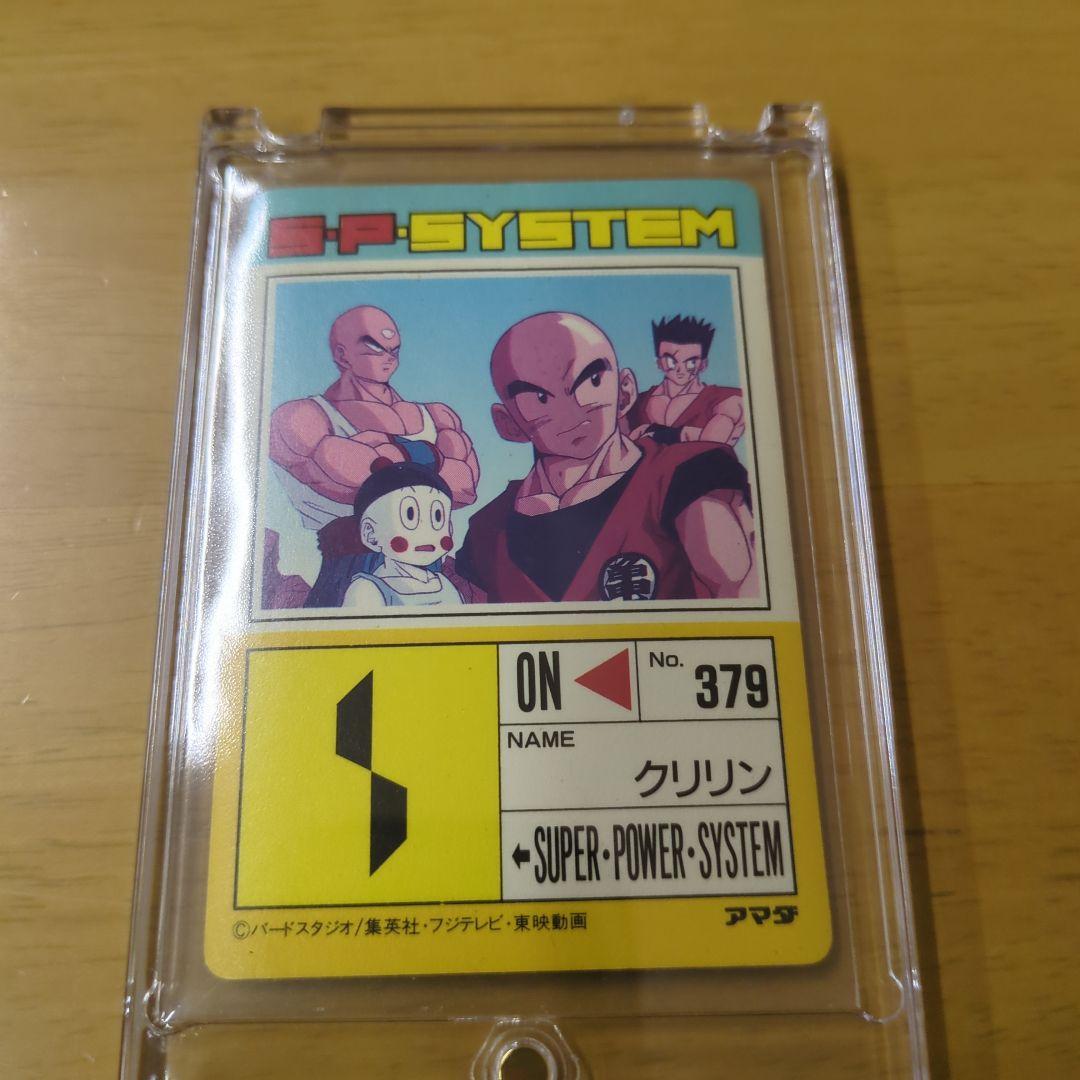 S·P·SYSTEM
亀
ON
No.
379
NAME
クリリン
←SUPER·POWER·SYSTEM
©バードスタジオ/集英社・フジテレビ・東映動画
アマダ